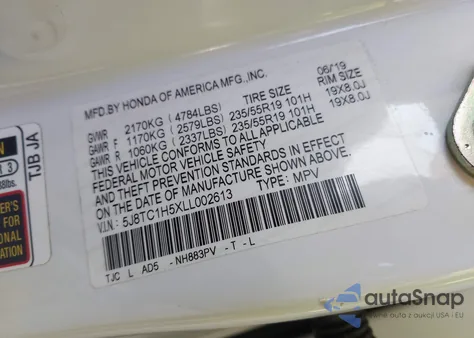 MFD.BY HONDA OF AMERICA MFG.,INC. 06/19
TIRE SIZE RIM SIZE
GVWR 2170KG (4784LBS)
GAWR F 1170KG (2579LBS) 235/55R19 101H 19X8.0J
GAWR R 1060KG (2337LBS) 235/55R19 101H 19X8.0J
THIS VEHICLE CONFORMS TO ALL APPLICABLE
FEDERAL MOTOR VEHICLE SAFETY
AND THEFT PREVENTION STANDARDS IN EFFECT
ON THE DATE OF MANUFACTURE SHOWN ABOVE.
V.I.N: 5J8TC1H5XLL002613 TYPE: MPV
TJC L AD5 -NH883PV -T -L
TJB JA
3
autoSnap
USA i EU